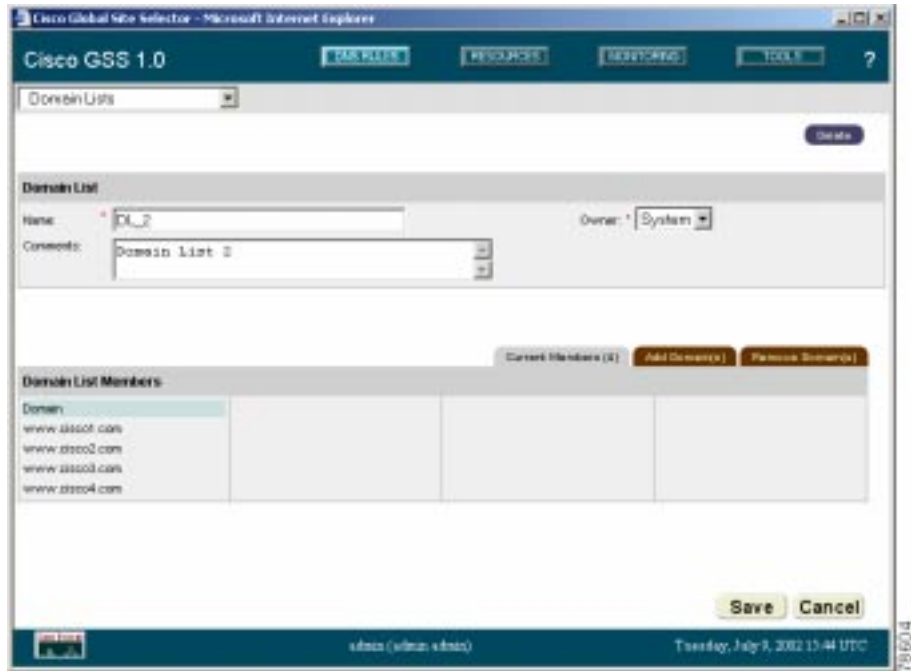 Cisco Global Site Selector - Microsoft Internet Explorer
Cisco GSS 1.0
DNS RULES RESOURCES MONITORING TOOLS ?
Domain Lists
Delete
Domain List
Name: * DL_2 Owner: * System
Comments: Domain List 2
Current Members (4) Add Domain(s) Remove Domain(s)
Domain List Members
Domain
www.cisco1.com
www.cisco2.com
www.cisco3.com
www.cisco4.com
Save Cancel
admin (admin admin) Tuesday, July 9, 2002 15:44 UTC
78604